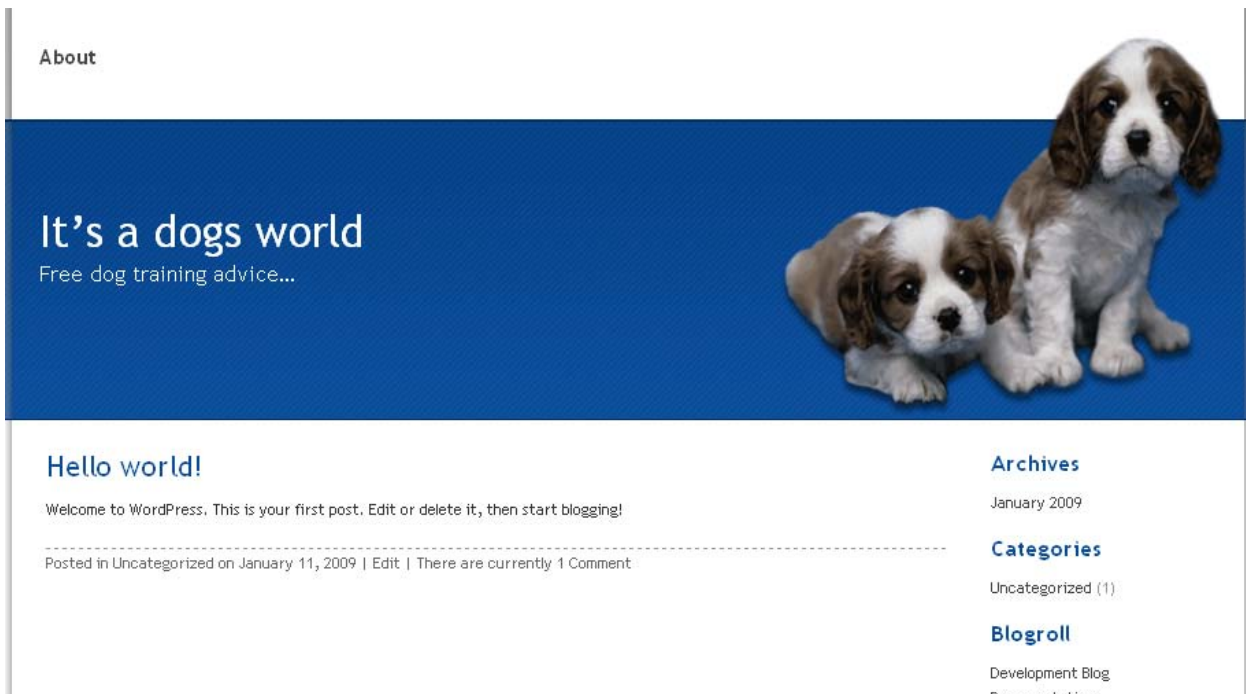 About
It's a dogs world
Free dog training advice...
Hello world!
Welcome to WordPress. This is your first post. Edit or delete it, then start blogging!
Posted in Uncategorized on January 11, 2009 | Edit | There are currently 1 Comment
Archives
January 2009
Categories
Uncategorized (1)
Blogroll
Development Blog